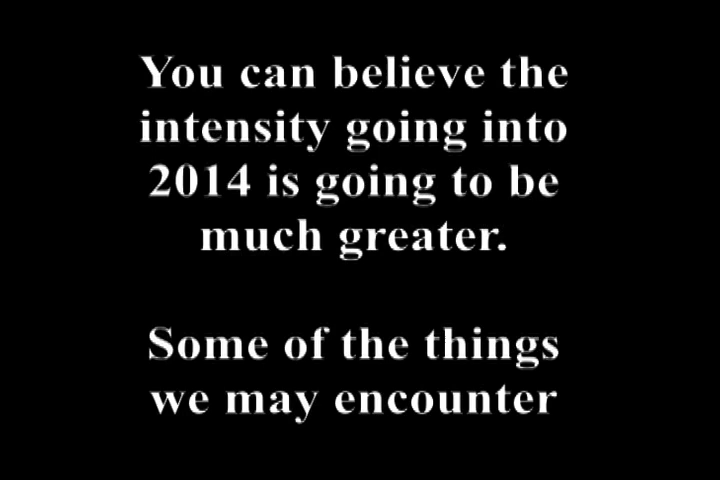 You can believe the
intensity going into
2014 is going to be
much greater.
Some of the things
we may encounter